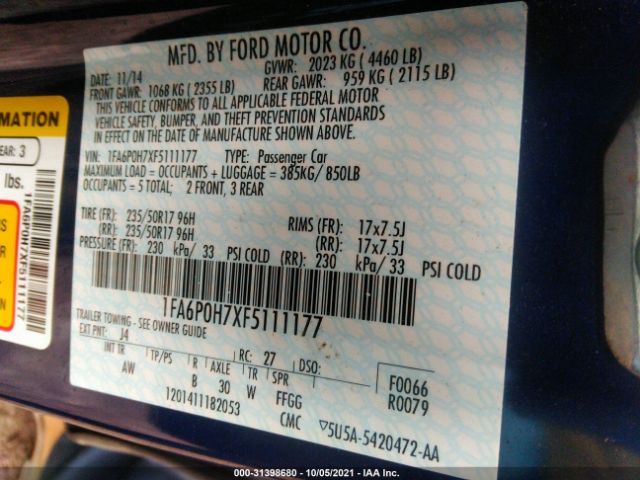 MFD. BY FORD MOTOR CO.
DATE: 11/14 GVWR: 2023 KG ( 4460 LB)
FRONT GAWR: 1068 KG ( 2355 LB) REAR GAWR: 959 KG ( 2115 LB)
THIS VEHICLE CONFORMS TO ALL APPLICABLE FEDERAL MOTOR
VEHICLE SAFETY, BUMPER, AND THEFT PREVENTION STANDARDS
IN EFFECT ON THE DATE OF MANUFACTURE SHOWN ABOVE.
VIN: 1FA6P0H7XF5111177 TYPE: Passenger Car
MAXIMUM LOAD = OCCUPANTS + LUGGAGE = 385KG/ 850LB
OCCUPANTS = 5 TOTAL; 2 FRONT, 3 REAR
TIRE (FR): 235/50R17 96H RIMS (FR): 17x7.5J
(RR): 235/50R17 96H (RR): 17x7.5J
PRESSURE (FR): 230 kPa/ 33 PSI COLD (RR): 230 kPa/ 33 PSI COLD
1FA6P0H7XF5111177
TRAILER TOWING - SEE OWNER GUIDE
EXT PNT: J4 RC: 27 DSO:
INT TR TP/PS R AXLE TR SPR
AW B 30 W FFGG
F0066
R0079
1201411182053 CMC ▽5U5A-5420472-AA
MATION
EAR: 3
lbs.
1FA6P0H7XF5111177
000-31398680 - 10/05/2021 - IAA Inc.